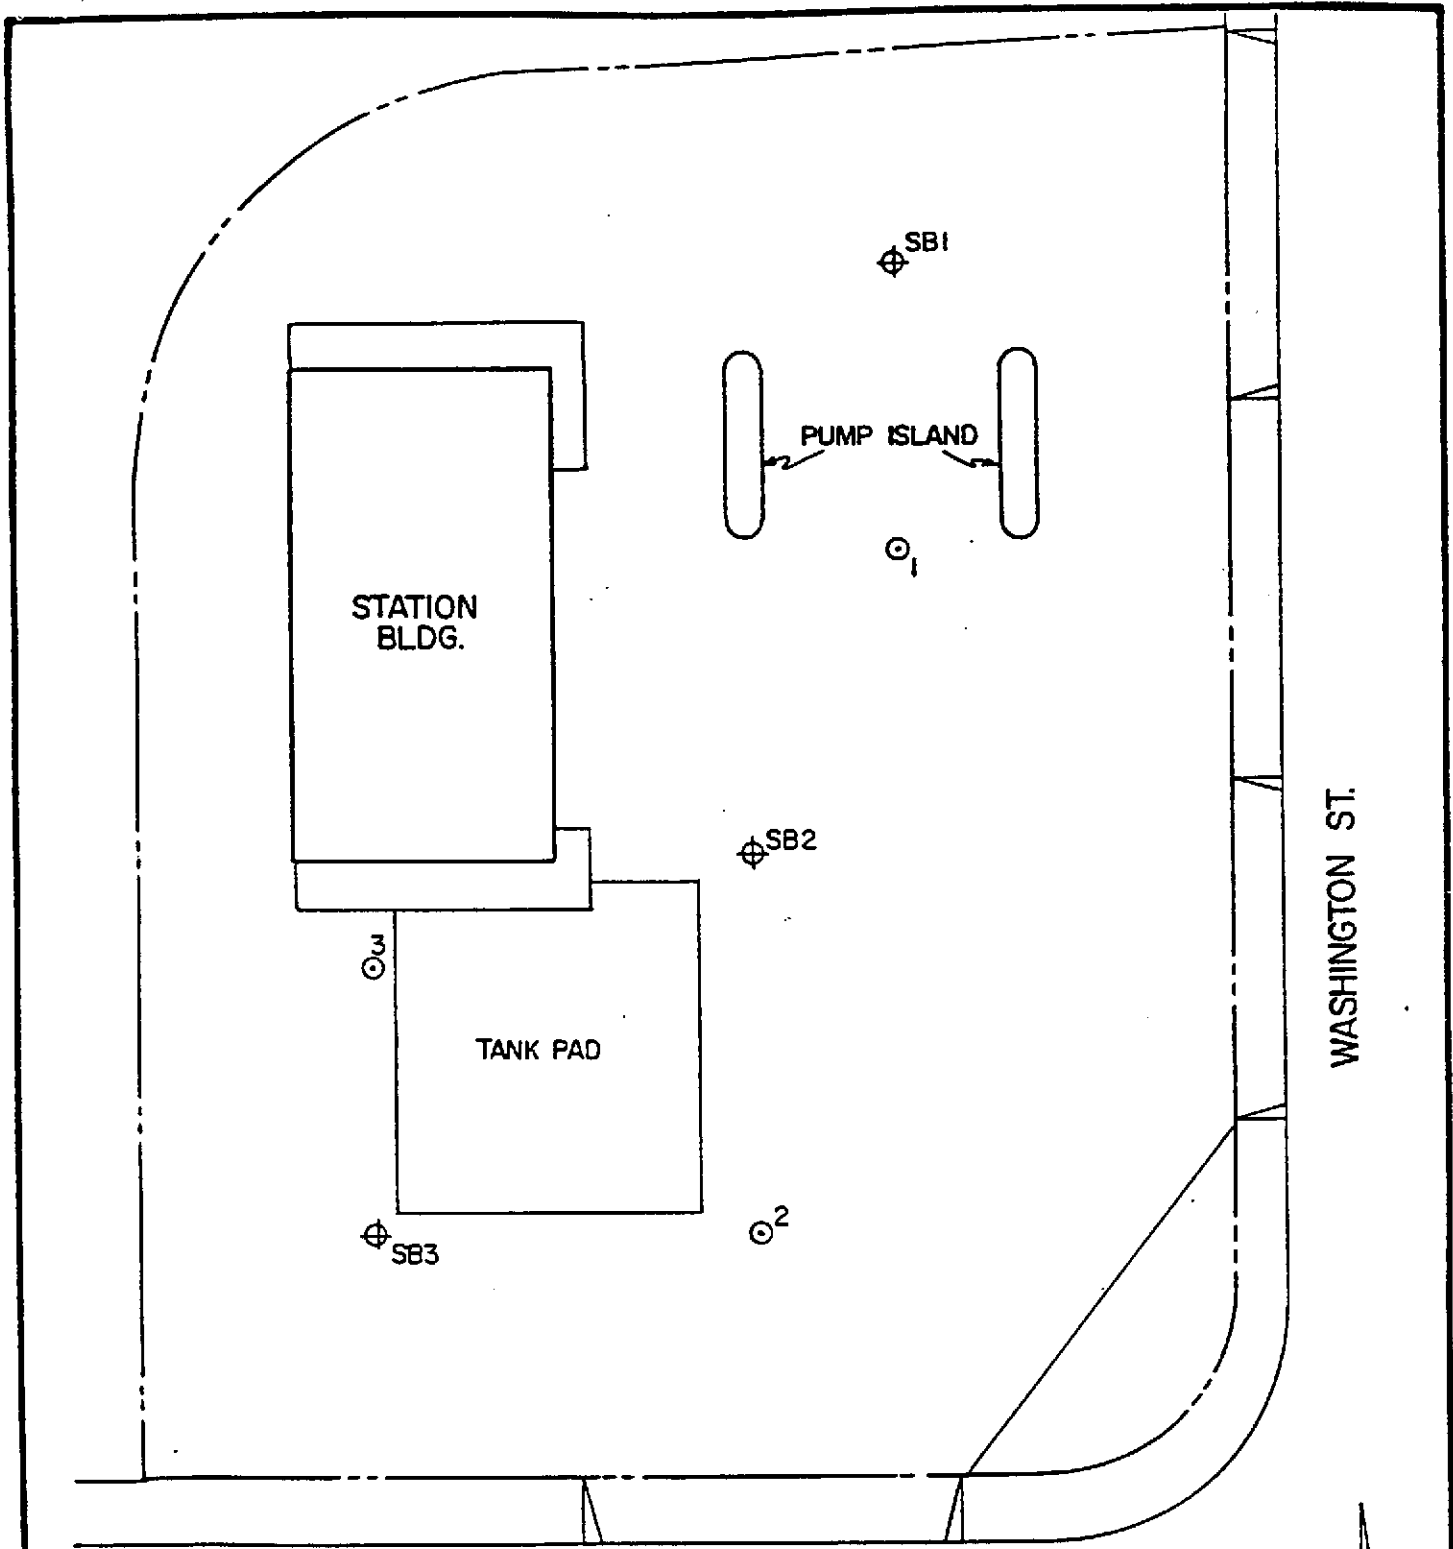 SB1
PUMP ISLAND
1
STATION
BLDG.
SB2
WASHINGTON ST.
3
TANK PAD
2
SB3